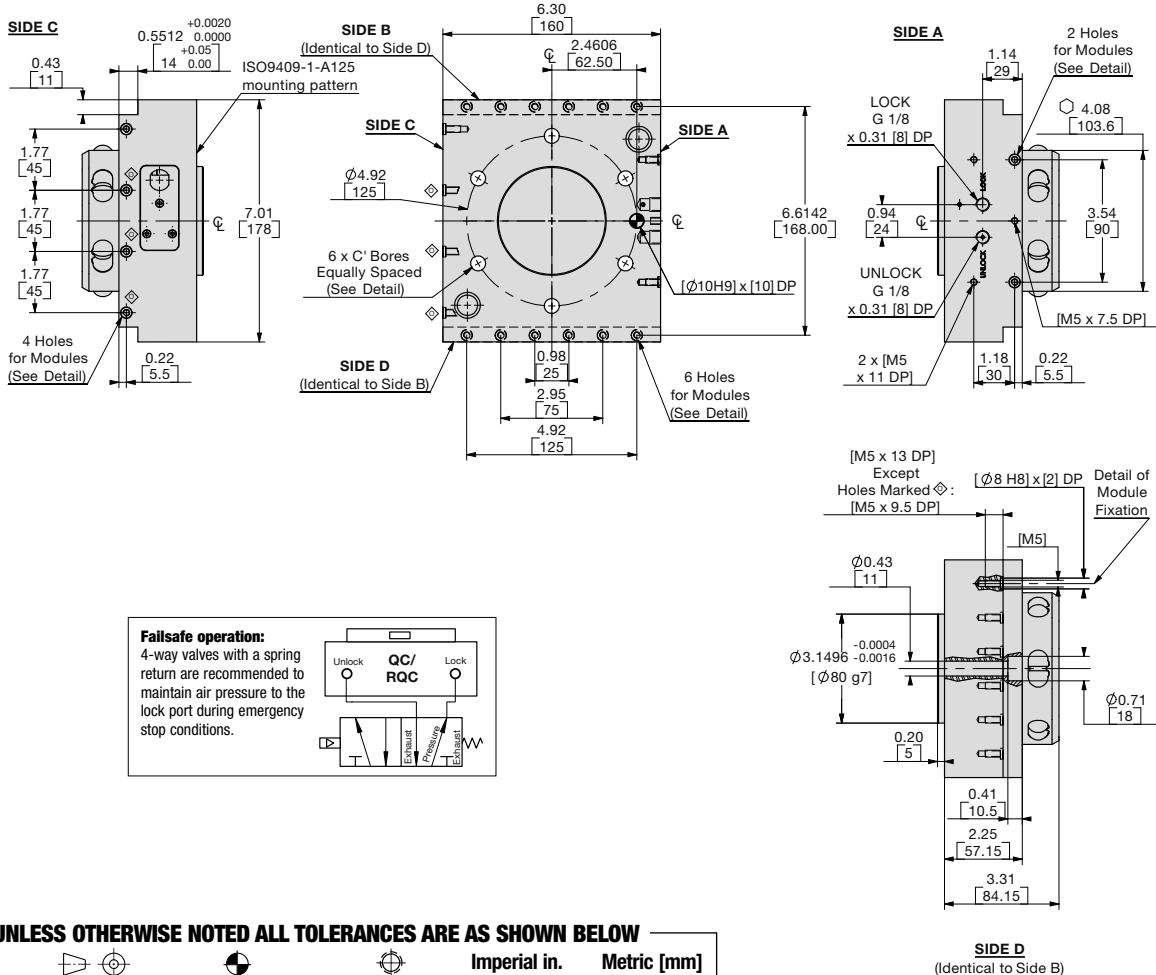 SIDE C
0.5512 +0.0020 0.0000
14 +0.05 0.00
0.43
11
ISO9409-1-A125
mounting pattern
1.77
45
1.77
45
1.77
45
7.01
178
℄
4 Holes
for Modules
(See Detail)
0.22
5.5
6.30
160
SIDE B
(Identical to Side D)
℄
2.4606
62.50
SIDE C
SIDE A
Ø4.92
125
℄
6.6142
168.00
6 x C' Bores
Equally Spaced
(See Detail)
[Ø10H9] x [10] DP
SIDE D
(Identical to Side B)
0.98
25
2.95
75
4.92
125
6 Holes
for Modules
(See Detail)
SIDE A
1.14
29
2 Holes
for Modules
(See Detail)
LOCK
G 1/8
x 0.31 [8] DP
4.08
103.6
LOCK
0.94
24
℄
3.54
90
UNLOCK
G 1/8
x 0.31 [8] DP
UNLOCK
[M5 x 7.5 DP]
2 x [M5
x 11 DP]
1.18
30
0.22
5.5
[M5 x 13 DP]
Except
Holes Marked ◈ :
[M5 x 9.5 DP]
[Ø8 H8] x [2] DP
Detail of
Module
Fixation
[M5]
Ø0.43
11
Ø3.1496 -0.0004 -0.0016
[Ø80 g7]
Ø0.71
18
0.20
5
0.41
10.5
2.25
57.15
3.31
84.15
SIDE D
(Identical to Side B)
Failsafe operation:
4-way valves with a spring
return are recommended to
maintain air pressure to the
lock port during emergency
stop conditions.
Unlock
QC/
RQC
Lock
Exhaust
Pressure
Exhaust
UNLESS OTHERWISE NOTED ALL TOLERANCES ARE AS SHOWN BELOW
Imperial in. Metric [mm]